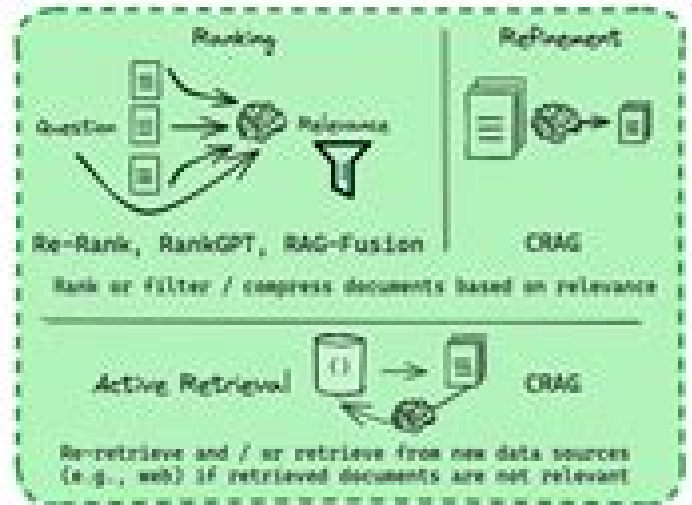 Ranking
Question
Relevance
Re-Rank, RankGPT, RAG-Fusion
Refinement
CRAG
Rank or filter / compress documents based on relevance
Active Retrieval
{}
CRAG
Re-retrieve and / or retrieve from new data sources
(e.g., web) if retrieved documents are not relevant